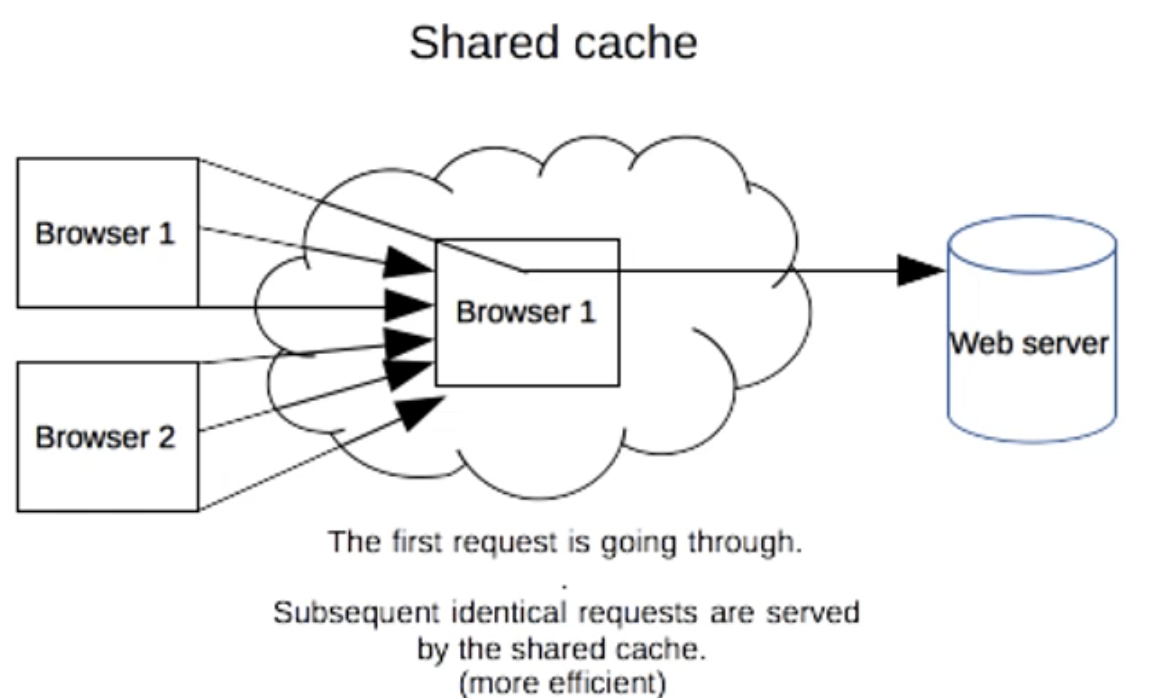 Shared cache
Browser 1
Browser 1
Web server
Browser 2
The first request is going through.
.
Subsequent identical requests are served
by the shared cache.
(more efficient)